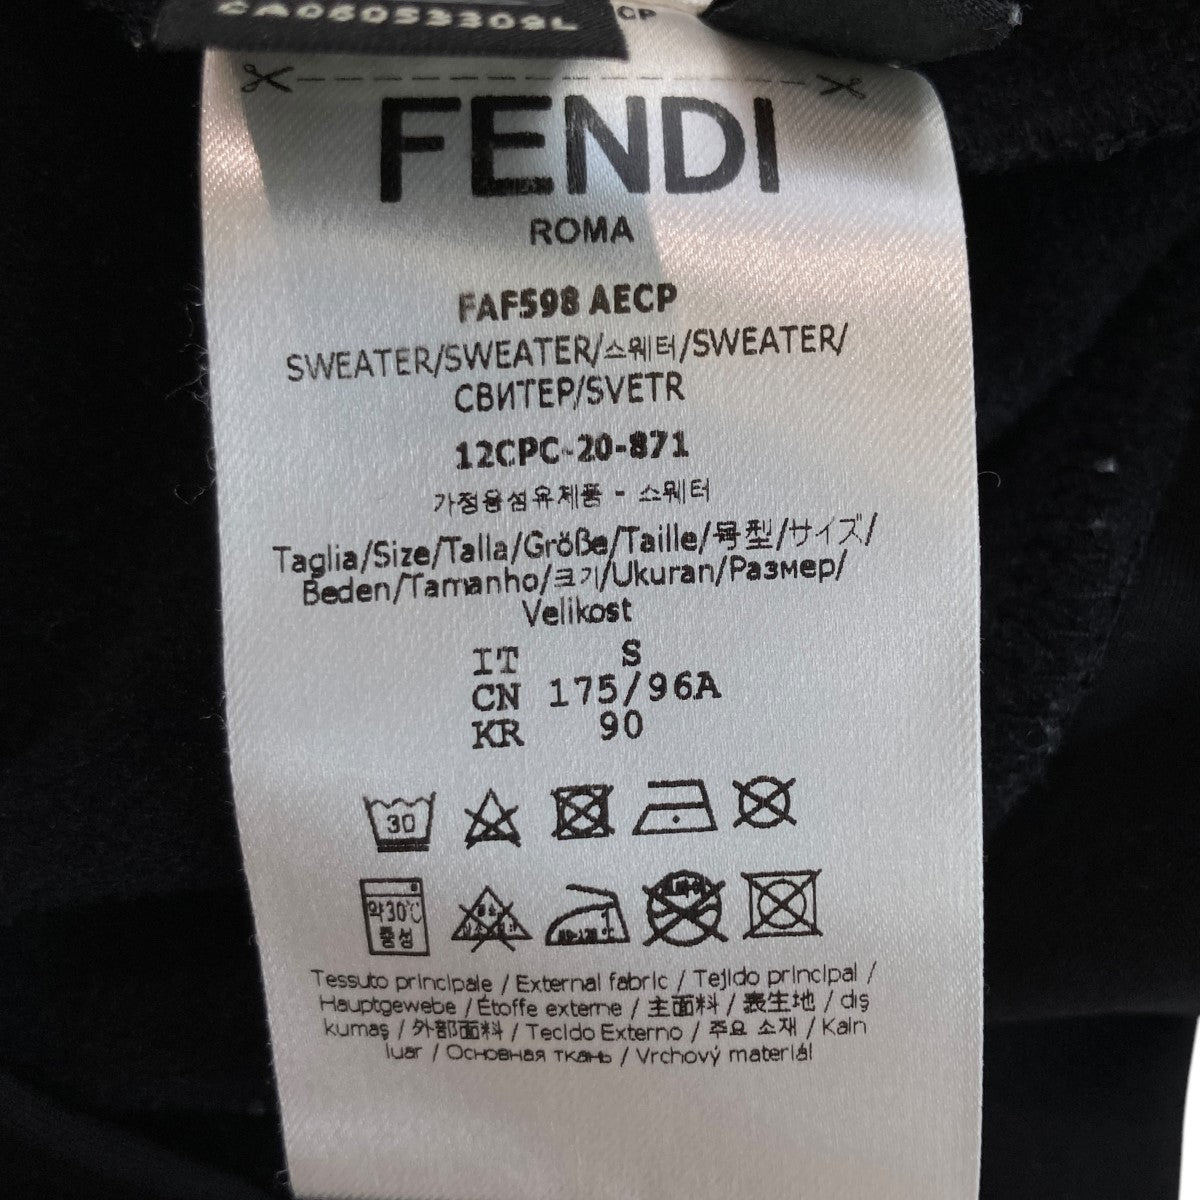 CA06053309L
CP
FENDI
ROMA
FAF598 AECP
SWEATER/SWEATER/스웨터/SWEATER/
СВИТЕР/SVETR
12CPC-20-871
가정용섬유제품 - 스웨터
Taglia/Size/Talla/Größe/Taille/号型/サイズ/
Beden/Tamanho/크기/Ukuran/Размер/
Velikost
IT S
CN 175/96A
KR 90
30
약30℃
중성
Tessuto principale / External fabric / Tejido principal /
Hauptgewebe / Étoffe externe / 主面料 / 表生地 / dış
kumaş / 外部面料 / Tecido Externo / 주요 소재 / Kain
luar / Основная ткань / Vrchový materiál